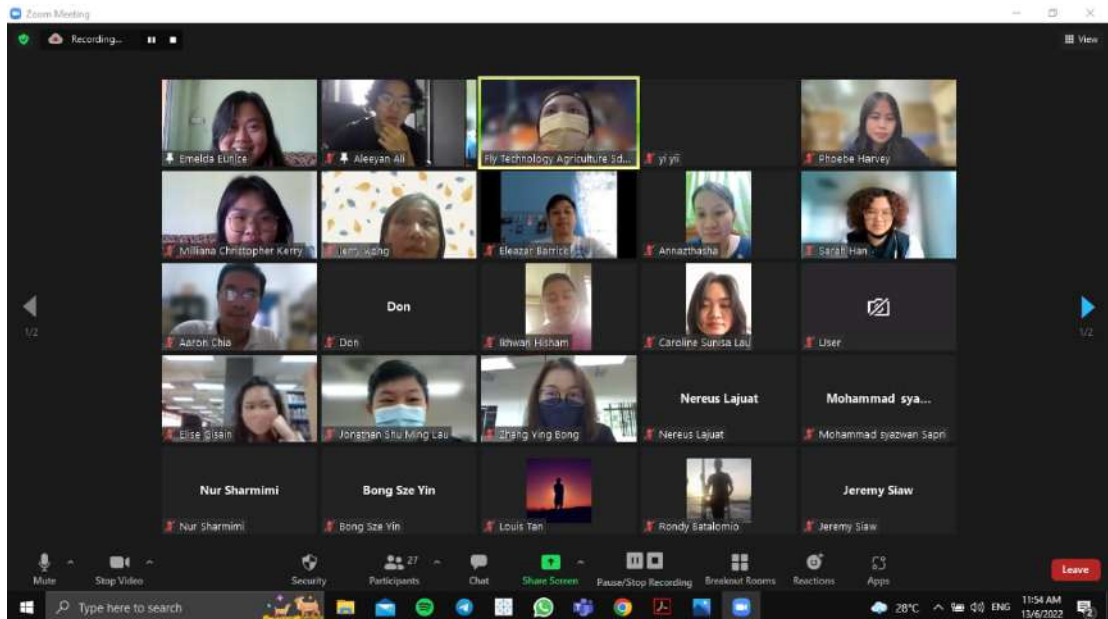 Zoom Meeting
Recording...
View
Emelda Eunice
Aleeyan Ali
Fly Technology Agriculture Sd...
yi yii
Phoebe Harvey
Milliana Christopher Kerry
Eleazar Barrick
Annazthasha
Sarah Han
Aaron Chia
Don
Don
Ikhwan Hisham
Caroline Sunisa Lau
User
1/2
1/2
Elise Gisain
Jonathan Shu Ming Lau
Zhang Ying Bong
Nereus Lajuat
Nereus Lajuat
Mohammad sya...
Mohammad syazwan Sapri
Nur Sharmimi
Nur Sharmimi
Bong Sze Yin
Bong Sze Yin
Louis Tan
Rondy Batalomio
Jeremy Siaw
Jeremy Siaw
Mute
Stop Video
Security
27
Participants
Chat
Share Screen
Pause/Stop Recording
Breakout Rooms
Reactions
Apps
Leave
Type here to search
28°C
ENG
11:54 AM
13/6/2022
2